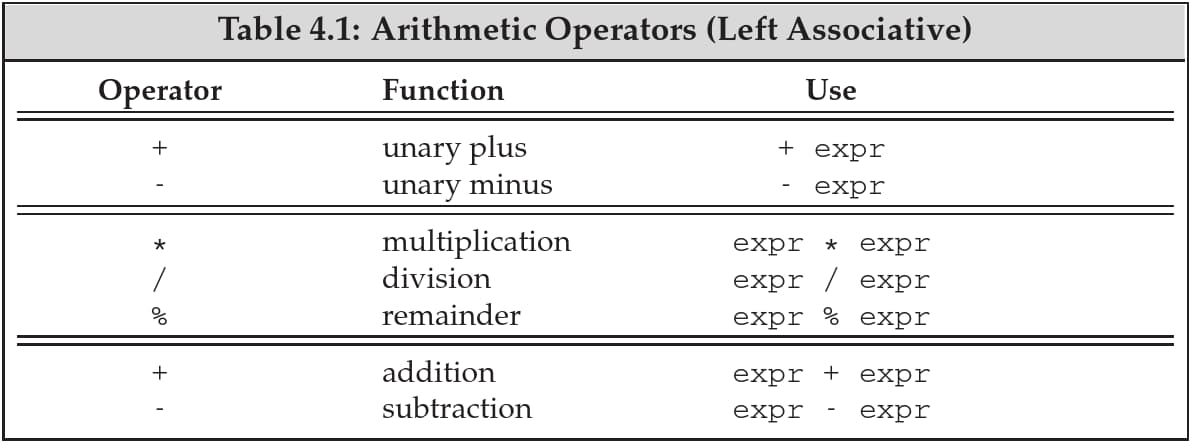 Table 4.1: Arithmetic Operators (Left Associative)
Operator Function Use
+ unary plus + expr
- unary minus - expr
* multiplication expr * expr
/ division expr / expr
% remainder expr % expr
+ addition expr + expr
- subtraction expr - expr